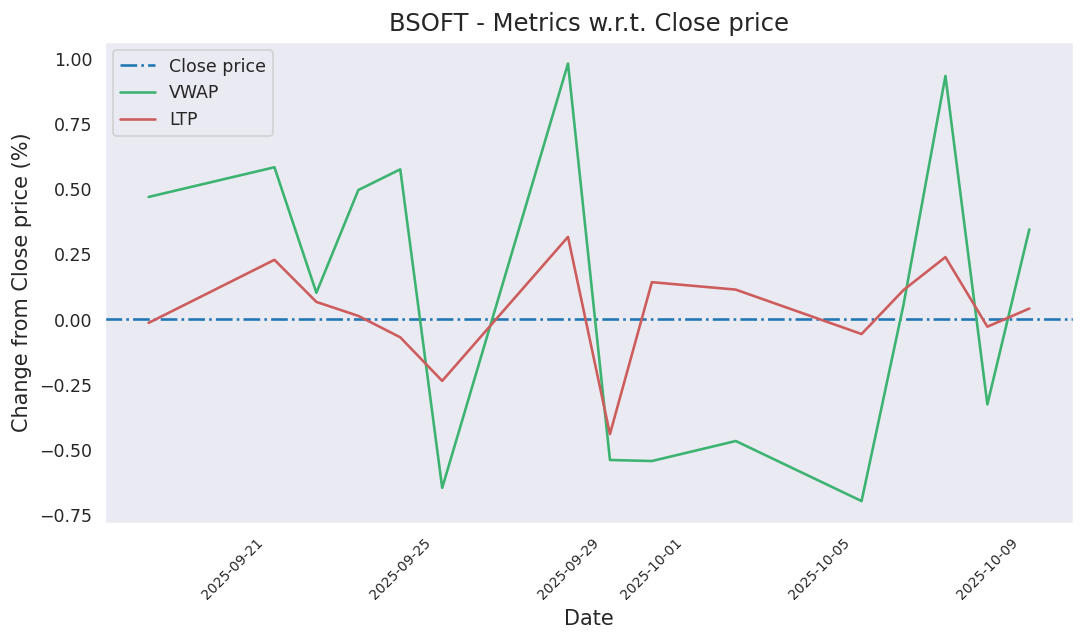 BSOFT - Metrics w.r.t. Close price
Close price
VWAP
LTP
Change from Close price (%)
1.00
0.75
0.50
0.25
0.00
−0.25
−0.50
−0.75
2025-09-21
2025-09-25
2025-09-29
2025-10-01
2025-10-05
2025-10-09
Date